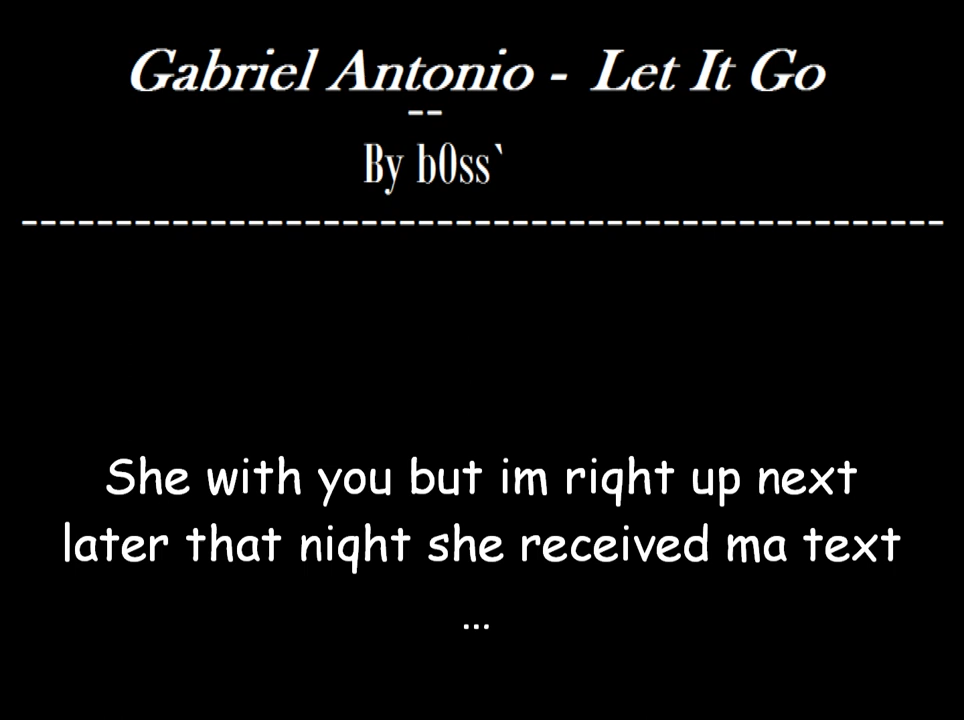 Gabriel Antonio - Let It Go
--
By b0ss`
-------------------------------------------------
She with you but im riqht up next
later that niqht she received ma text
...